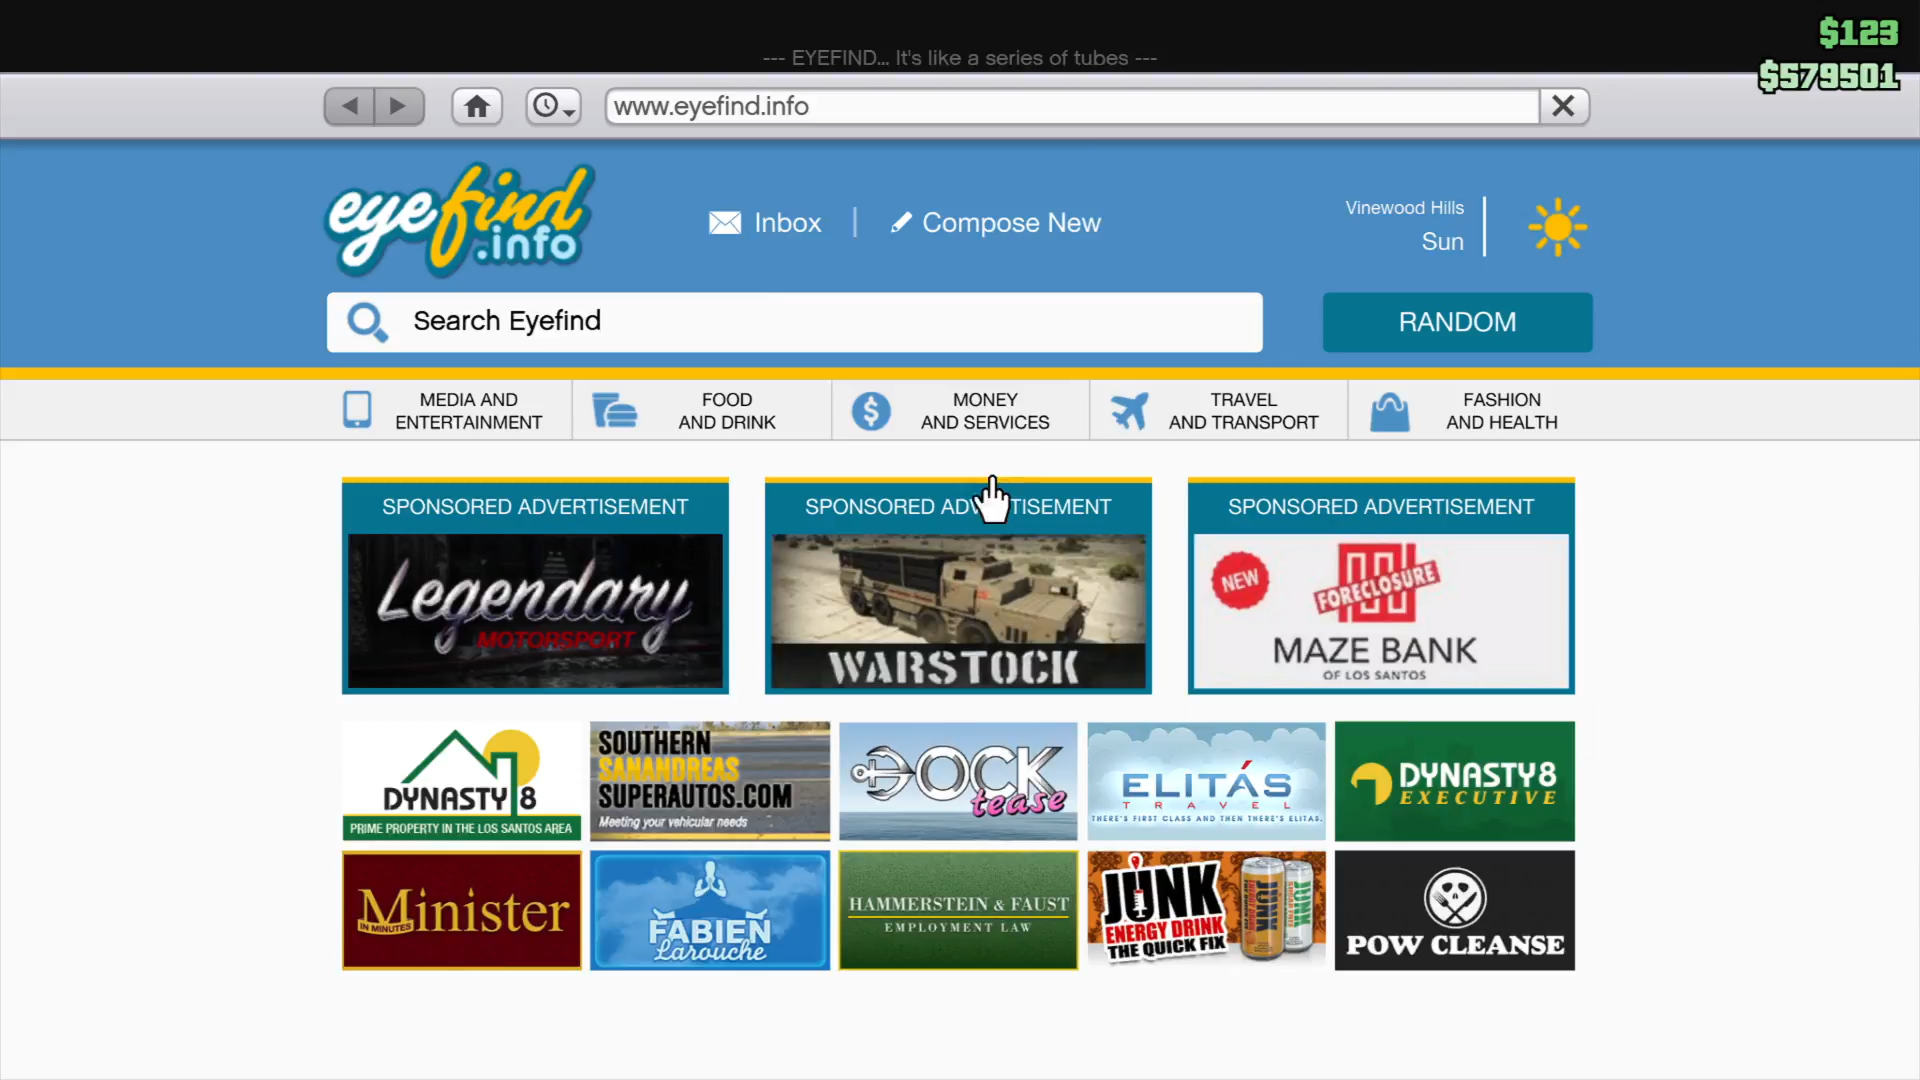 $123
--- EYEFIND... It's like a series of tubes ---
$579501
www.eyefind.info
eyefind
.info
Inbox
Compose New
Vinewood Hills
Sun
Search Eyefind
RANDOM
MEDIA AND
ENTERTAINMENT
FOOD
AND DRINK
MONEY
AND SERVICES
TRAVEL
AND TRANSPORT
FASHION
AND HEALTH
SPONSORED ADVERTISEMENT
Legendary
MOTORSPORT
SPONSORED ADVERTISEMENT
WARSTOCK
SPONSORED ADVERTISEMENT
NEW
FORECLOSURE
MAZE BANK
OF LOS SANTOS
DYNASTY 8
PRIME PROPERTY IN THE LOS SANTOS AREA
SOUTHERN
SANANDREAS
SUPERAUTOS.COM
Meeting your vehicular needs
DOCK
tease
ELITÁS
TRAVEL
THERE'S FIRST CLASS AND THEN THERE'S ELITAS.
DYNASTY8
EXECUTIVE
Minister
IN MINUTES
FABIEN
Larouche
HAMMERSTEIN & FAUST
EMPLOYMENT LAW
JUNK
ENERGY DRINK
THE QUICK FIX
JUNK
JUNK
POW CLEANSE